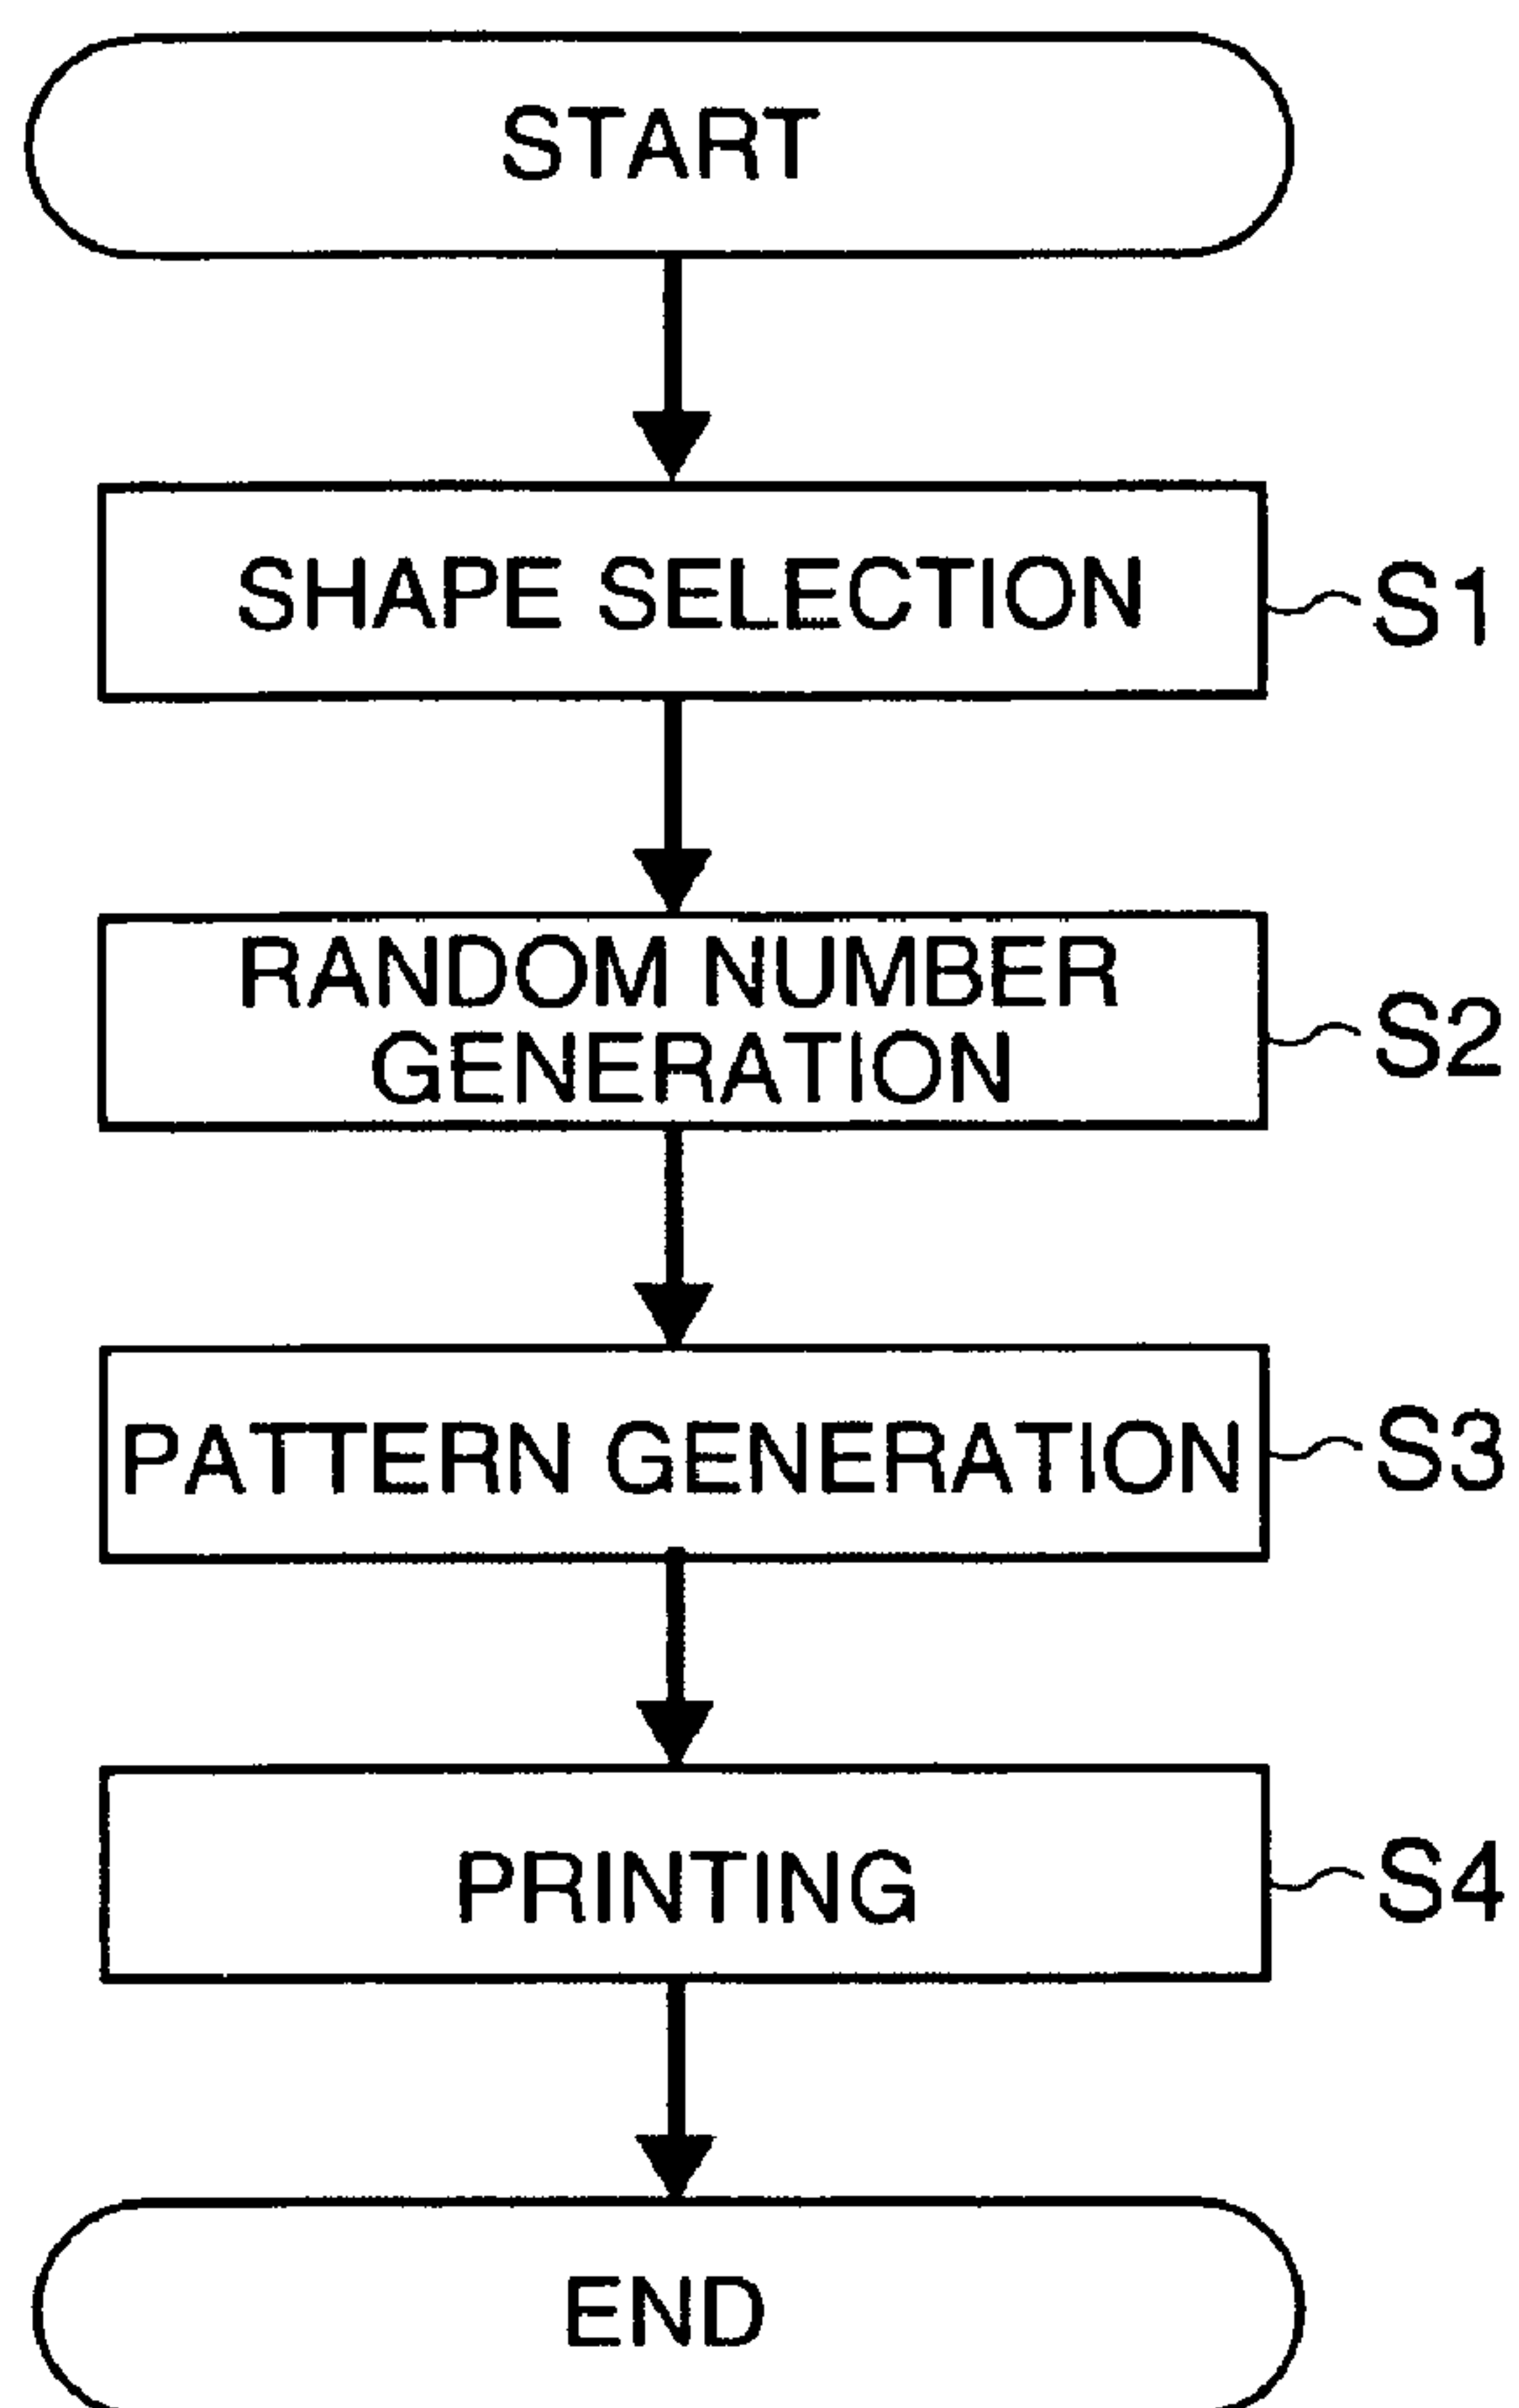 START
SHAPE SELECTION
S1
RANDOM NUMBER
GENERATION
S2
PATTERN GENERATION
S3
PRINTING
S4
END